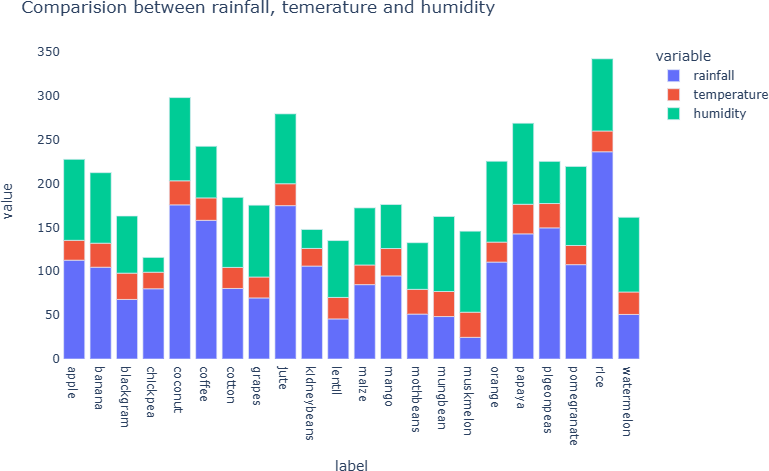 Comparision between rainfall, temerature and humidity
350
300
250
200
150
100
50
0
value
apple
banana
blackgram
chickpea
coconut
coffee
cotton
grapes
jute
kidneybeans
lentil
maize
mango
mothbeans
mungbean
muskmelon
orange
papaya
pigeonpeas
pomegranate
rice
watermelon
label
variable
rainfall
temperature
humidity